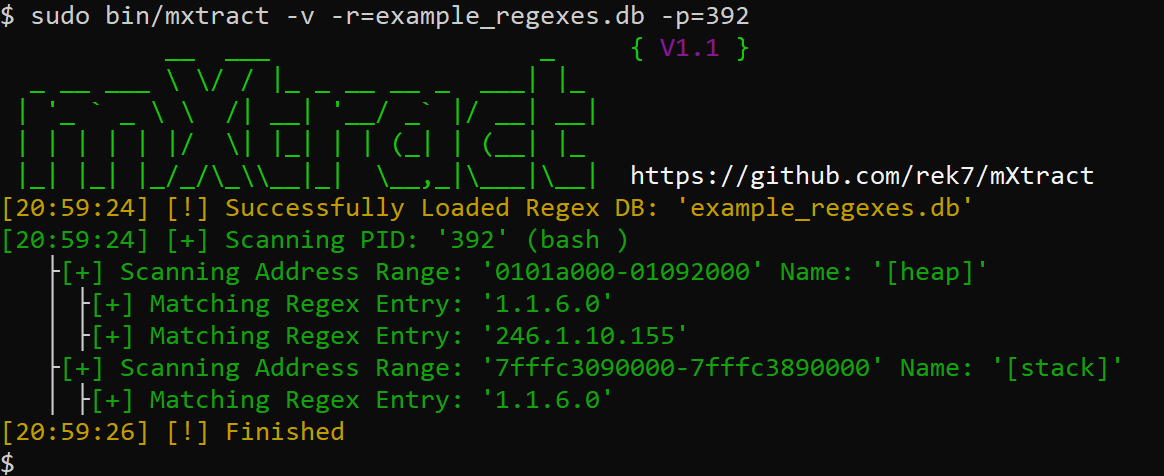 $ sudo bin/mxtract -v -r=example_regexes.db -p=392
{ V1.1 }
mXtract
https://github.com/rek7/mXtract
[20:59:24] [!] Successfully Loaded Regex DB: 'example_regexes.db'
[20:59:24] [+] Scanning PID: '392' (bash )
[+] Scanning Address Range: '0101a000-01092000' Name: '[heap]'
[+] Matching Regex Entry: '1.1.6.0'
[+] Matching Regex Entry: '246.1.10.155'
[+] Scanning Address Range: '7fffc3090000-7fffc3890000' Name: '[stack]'
[+] Matching Regex Entry: '1.1.6.0'
[20:59:26] [!] Finished
$